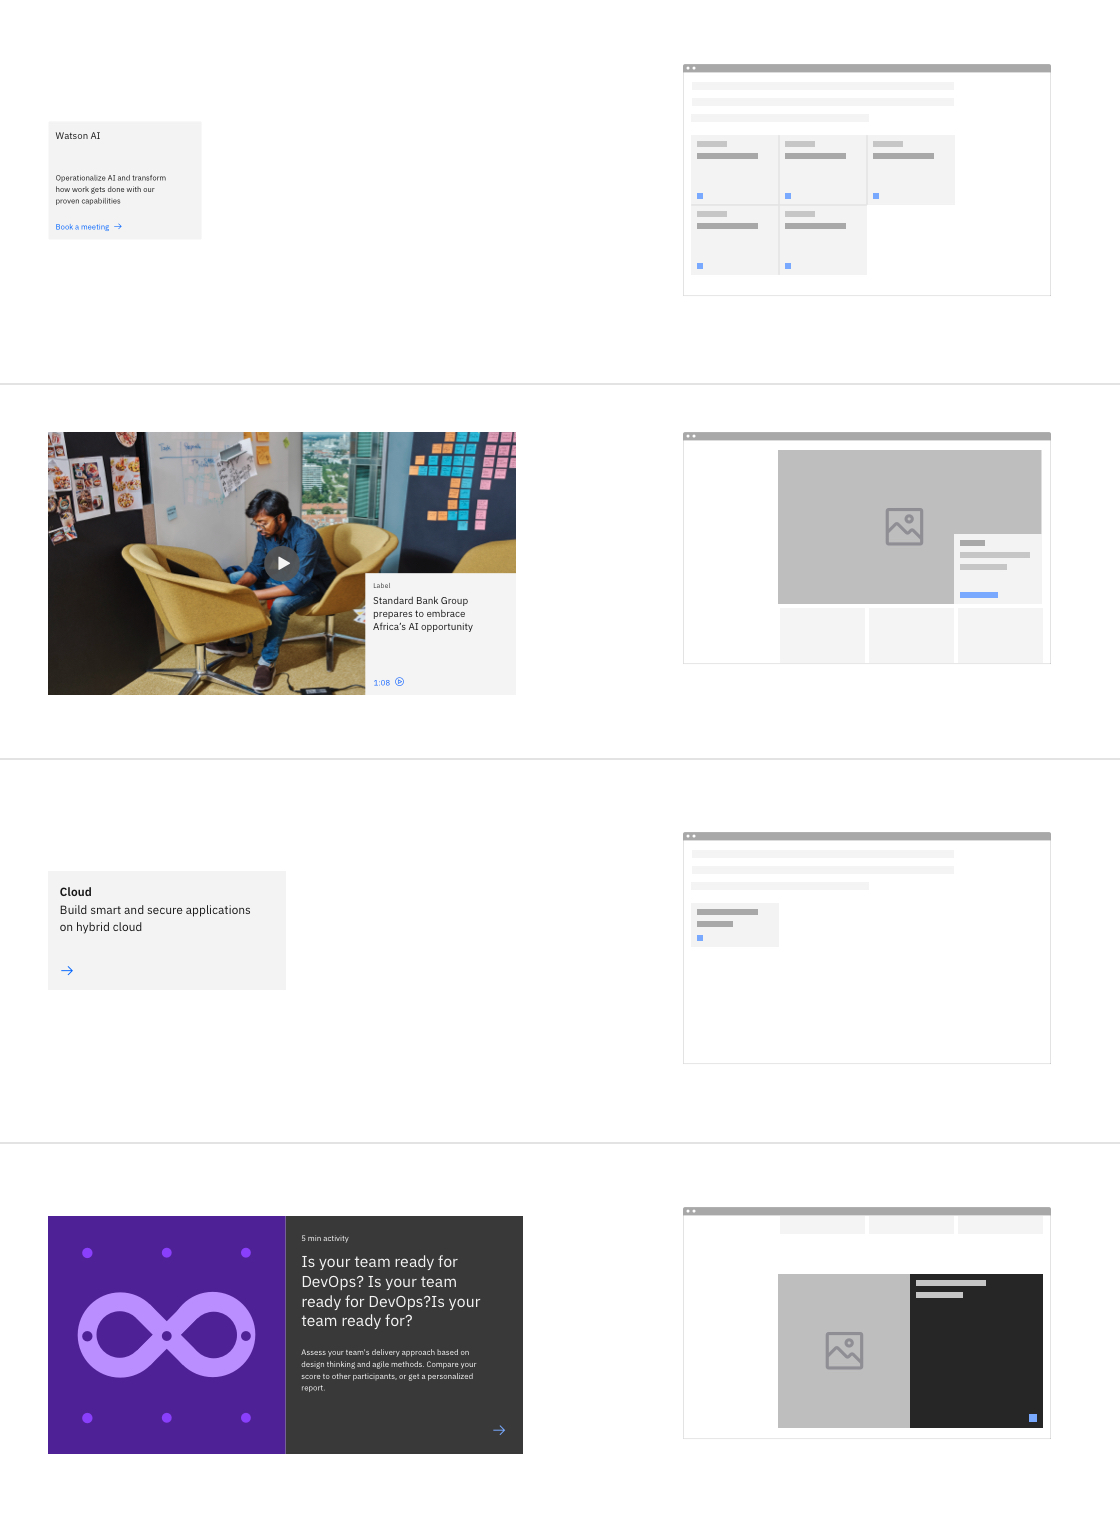 Watson AI
Operationalize AI and transform
how work gets done with our
proven capabilities
Book a meeting
Label
Standard Bank Group
prepares to embrace
Africa's AI opportunity
1:08
Cloud
Build smart and secure applications
on hybrid cloud
5 min activity
Is your team ready for
DevOps? Is your team
ready for DevOps?Is your
team ready for?
Assess your team's delivery approach based on
design thinking and agile methods. Compare your
score to other participants, or get a personalized
report.